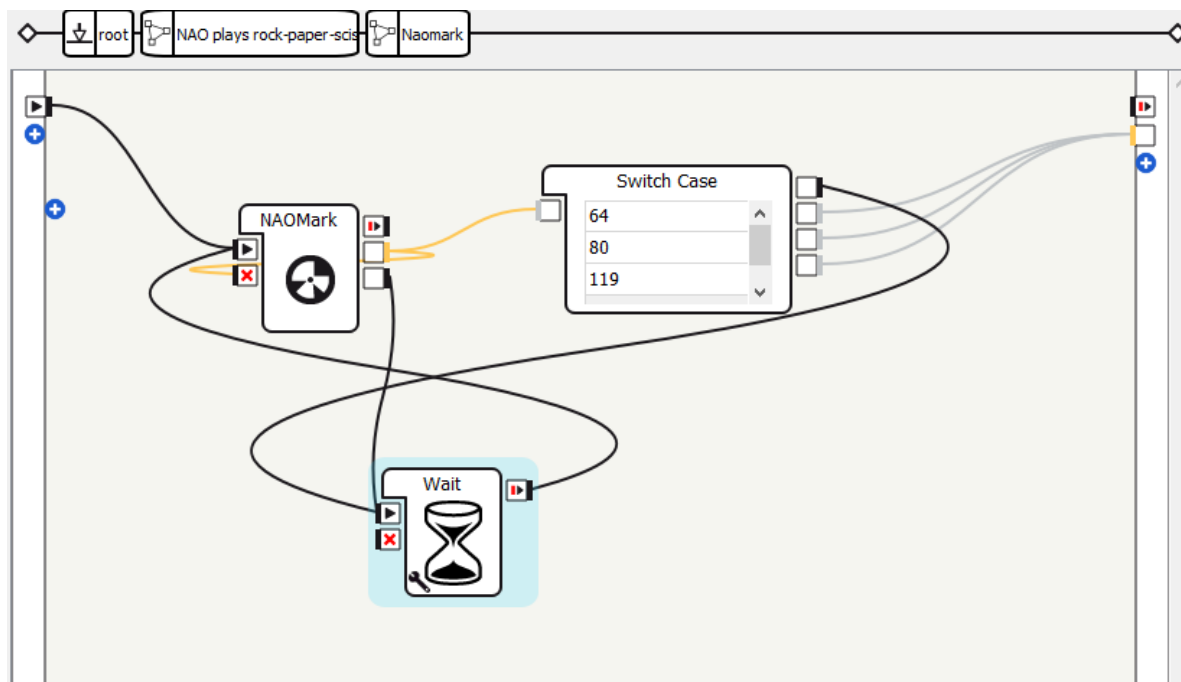 root
NAO plays rock-paper-scis
Naomark
NAOMark
Switch Case
64
80
119
Wait